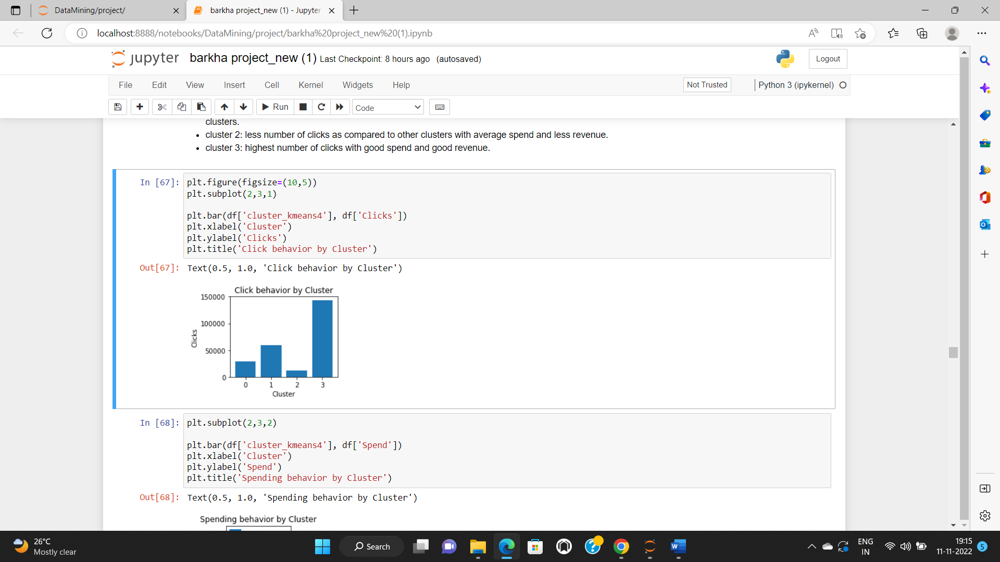 DataMining/project/
barkha project_new (1) - Jupyter
localhost:8888/notebooks/DataMining/project/barkha%20project_new%20(1).ipynb
jupyter barkha project_new (1) Last Checkpoint: 8 hours ago (autosaved)
Logout
File Edit View Insert Cell Kernel Widgets Help
Not Trusted
Python 3 (ipykernel)
Run
Code
clusters.
• cluster 2: less number of clicks as compared to other clusters with average spend and less revenue.
• cluster 3: highest number of clicks with good spend and good revenue.
In [67]: plt.figure(figsize=(10,5))
plt.subplot(2,3,1)
plt.bar(df['cluster_kmeans4'], df['Clicks'])
plt.xlabel('Cluster')
plt.ylabel('Clicks')
plt.title('Click behavior by Cluster')
Out[67]: Text(0.5, 1.0, 'Click behavior by Cluster')
Click behavior by Cluster
150000
100000
50000
0
Clicks
0 1 2 3
Cluster
In [68]: plt.subplot(2,3,2)
plt.bar(df['cluster_kmeans4'], df['Spend'])
plt.xlabel('Cluster')
plt.ylabel('Spend')
plt.title('Spending behavior by Cluster')
Out[68]: Text(0.5, 1.0, 'Spending behavior by Cluster')
Spending behavior by Cluster
26°C
Mostly clear
Search
ENG
IN
19:15
11-11-2022
5